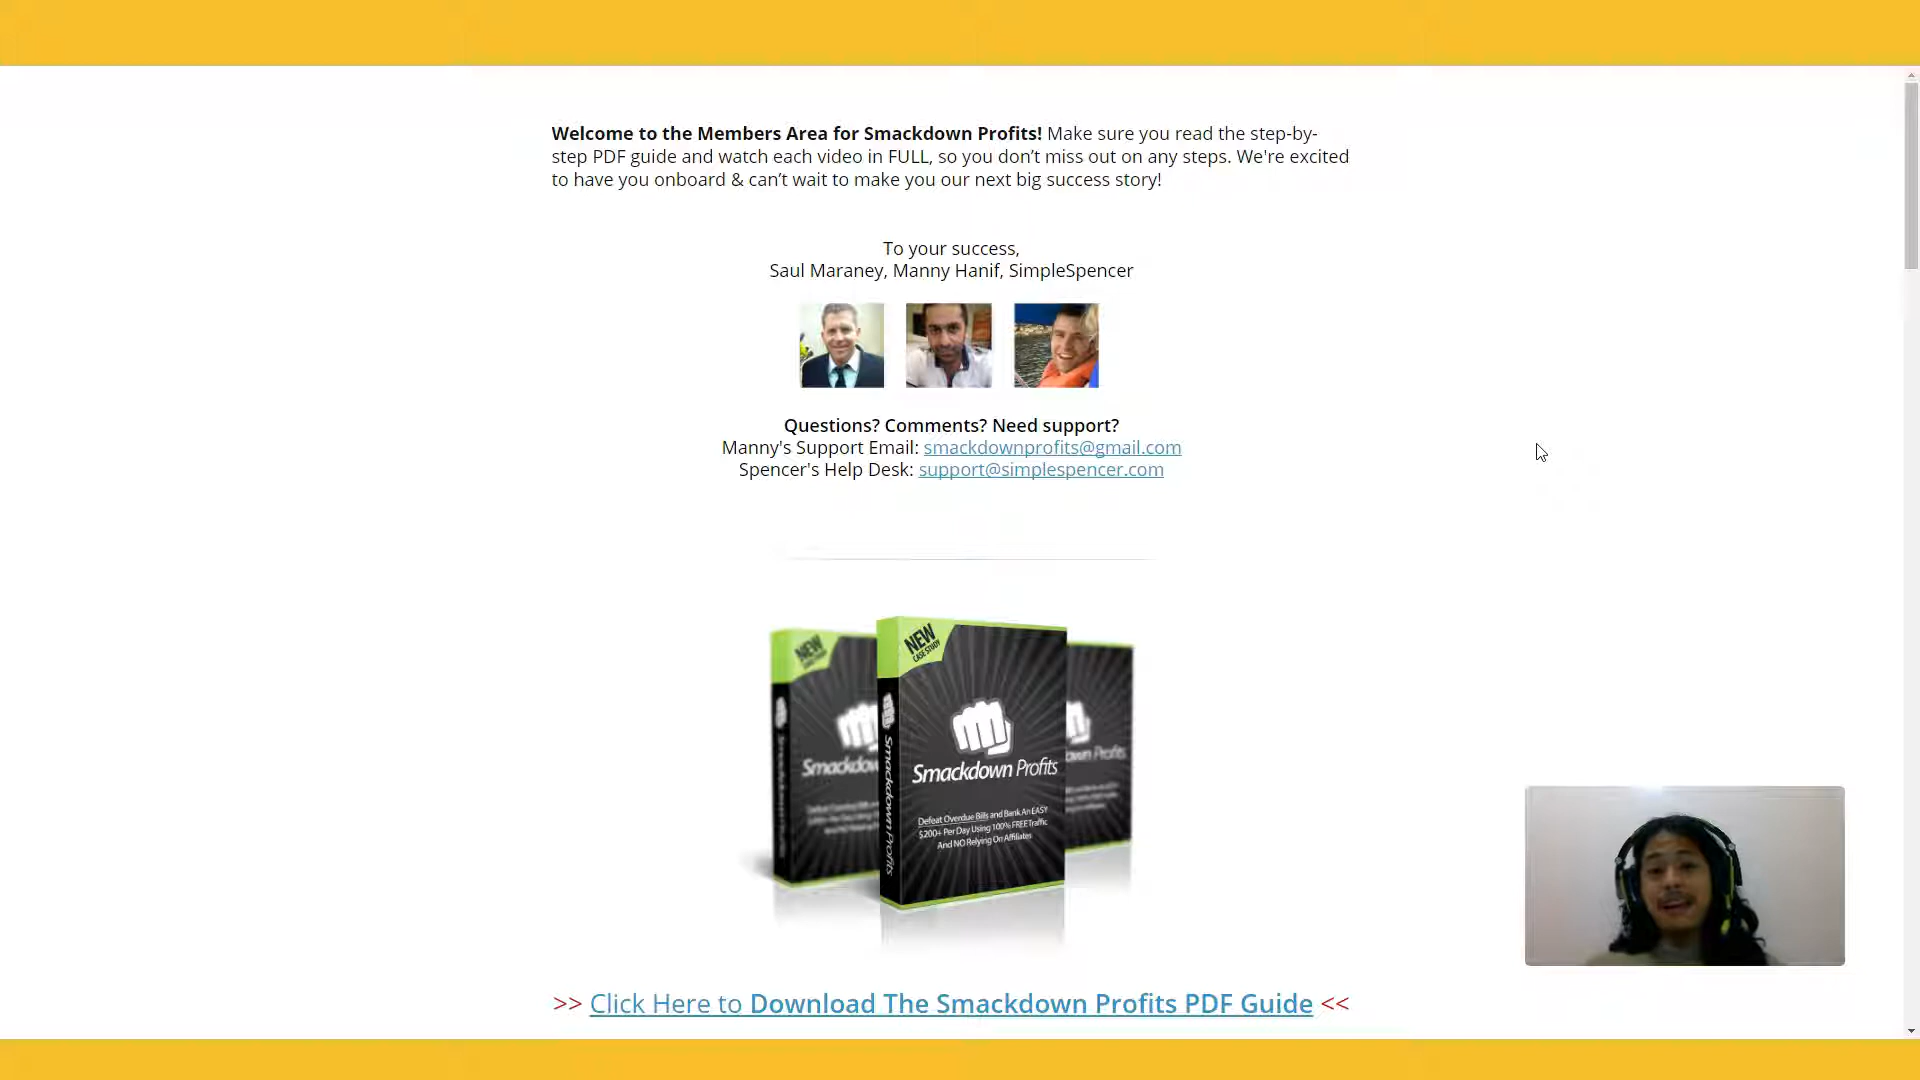 Welcome to the Members Area for Smackdown Profits! Make sure you read the step-by-
step PDF guide and watch each video in FULL, so you don’t miss out on any steps. We're excited
to have you onboard & can’t wait to make you our next big success story!
To your success,
Saul Maraney, Manny Hanif, SimpleSpencer
Questions? Comments? Need support?
Manny's Support Email: smackdownprofits@gmail.com
Spencer's Help Desk: support@simplespencer.com
NEW
NEW
CASE STUDY
Smackdown Profits
Smackdown Profits
Defeat Overdue Bills and Bank An EASY
$200+ Per Day Using 100% FREE Traffic
And NO Relying On Affiliates
>> Click Here to Download The Smackdown Profits PDF Guide <<